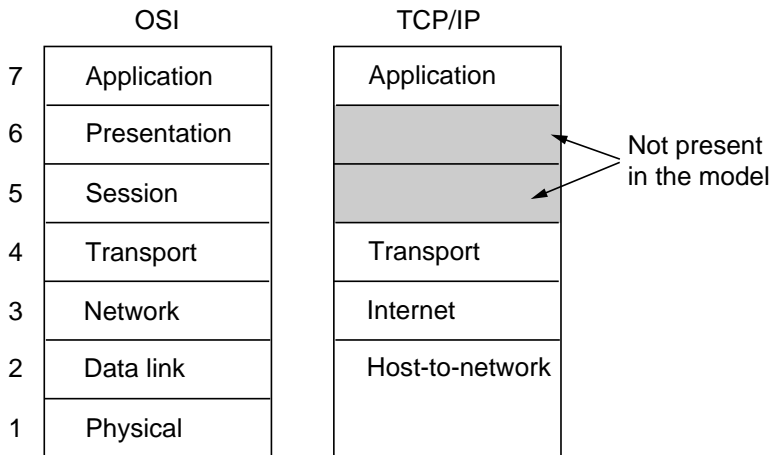 OSI TCP/IP
7 Application Application
6 Presentation
Not present
in the model
5 Session
4 Transport Transport
3 Network Internet
2 Data link Host-to-network
1 Physical